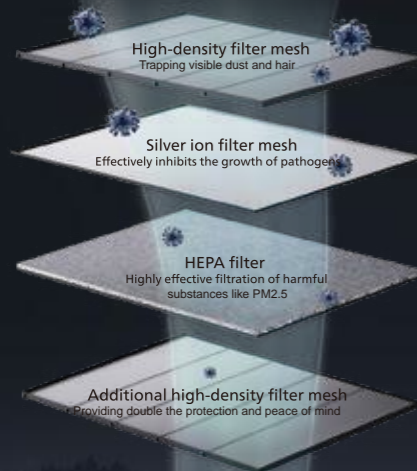 High-density filter mesh
Trapping visible dust and hair
Silver ion filter mesh
Effectively inhibits the growth of pathogens
HEPA filter
Highly effective filtration of harmful
substances like PM2.5
Additional high-density filter mesh
Providing double the protection and peace of mind